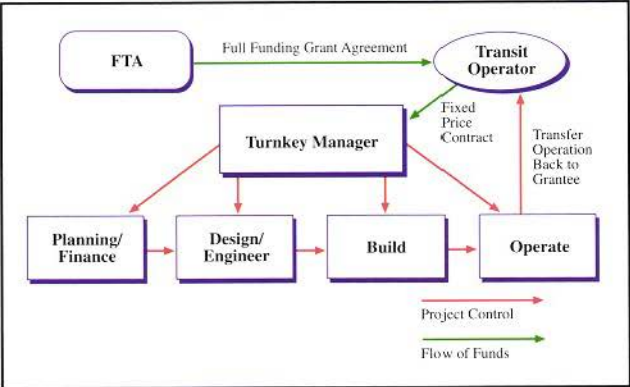 FTA
Full Funding Grant Agreement
Transit
Operator
Fixed
Price
Contract
Transfer
Operation
Back to
Grantee
Turnkey Manager
Planning/
Finance
Design/
Engineer
Build
Operate
Project Control
Flow of Funds